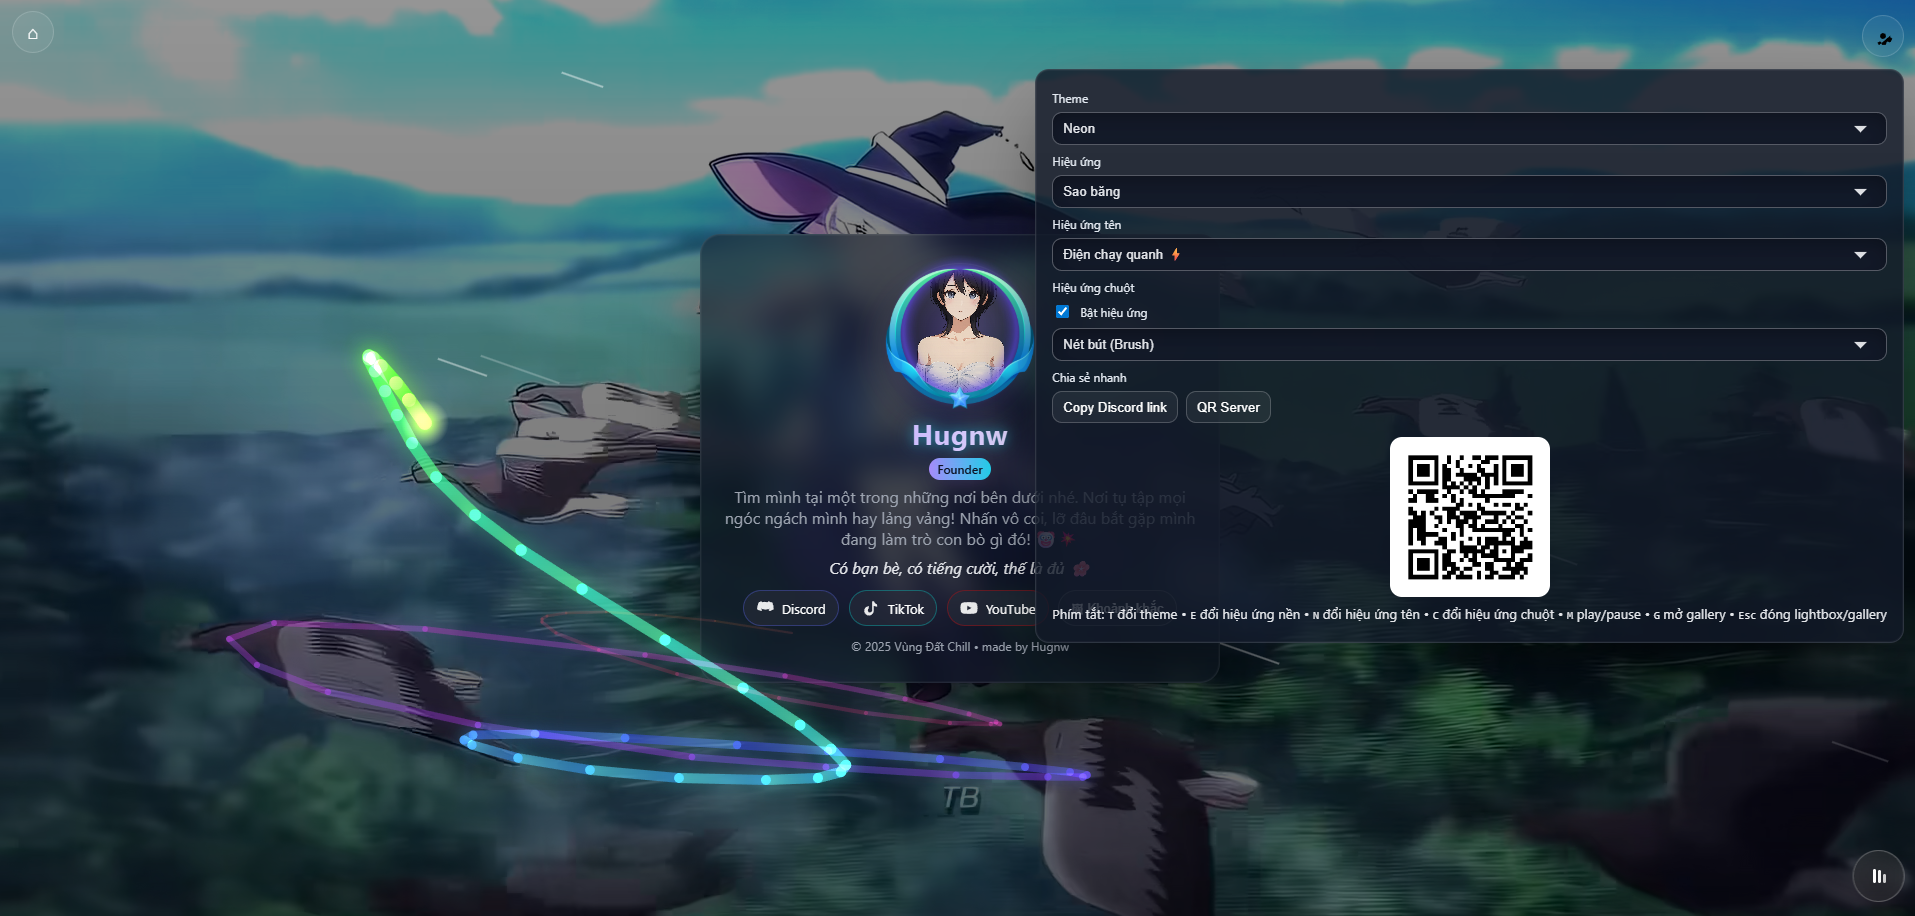 Theme
Neon
Hiệu ứng
Sao băng
Hiệu ứng tên
Điện chạy quanh
Hiệu ứng chuột
Bật hiệu ứng
Nét bút (Brush)
Chia sẻ nhanh
Copy Discord link
QR Server
Phím tắt: T đổi theme • E đổi hiệu ứng nền • N đổi hiệu ứng tên • C đổi hiệu ứng chuột • M play/pause • G mở gallery • Esc đóng lightbox/gallery
Hugnw
Founder
Tìm mình tại một trong những nơi bên dưới nhé. Nơi tụ tập mọi
ngóc ngách mình hay lảng vảng! Nhấn vô coi, lỡ đâu bắt gặp mình
đang làm trò con bò gì đó!
Có bạn bè, có tiếng cười, thế là đủ
Discord
TikTok
YouTube
Khoảnh khắc
© 2025 Vùng Đất Chill • made by Hugnw
TB